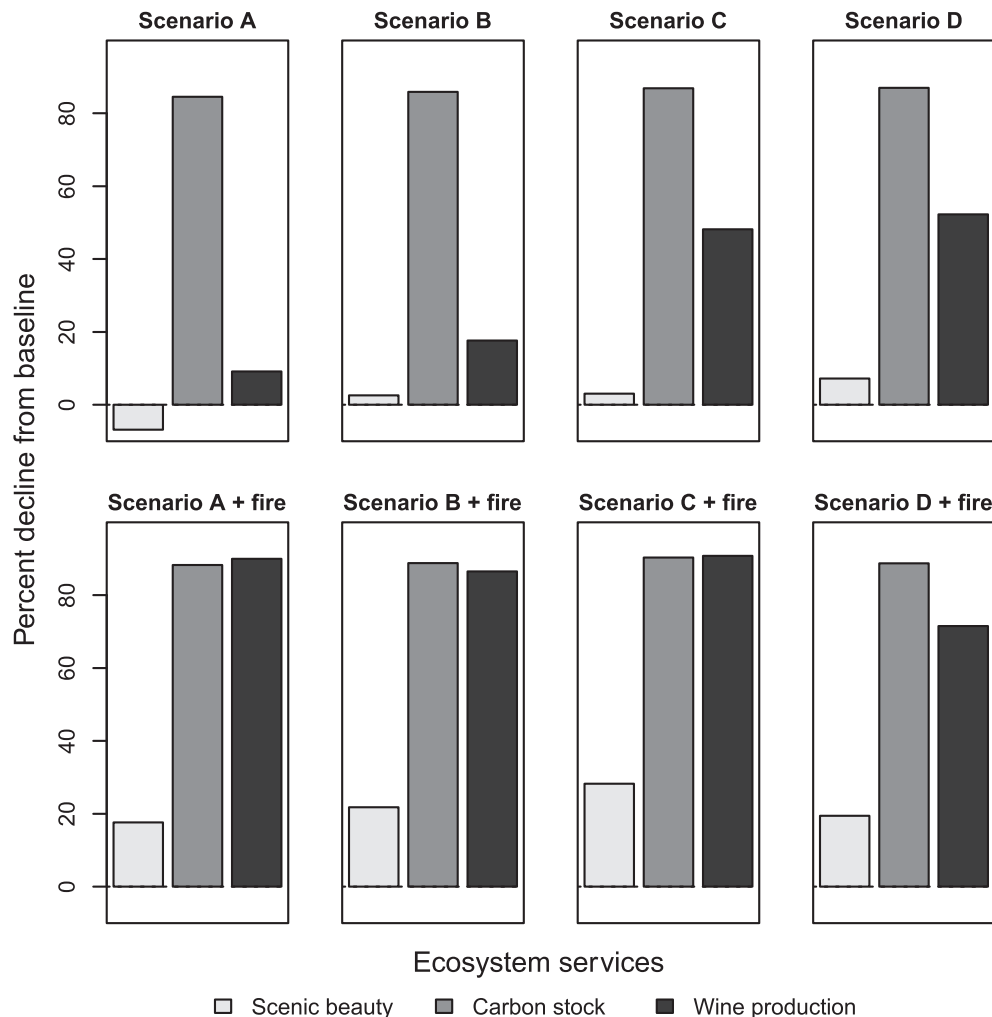 Scenario A
Scenario B
Scenario C
Scenario D
80
60
40
20
0
Percent decline from baseline
Scenario A + fire
Scenario B + fire
Scenario C + fire
Scenario D + fire
80
60
40
20
0
Ecosystem services
Scenic beauty
Carbon stock
Wine production